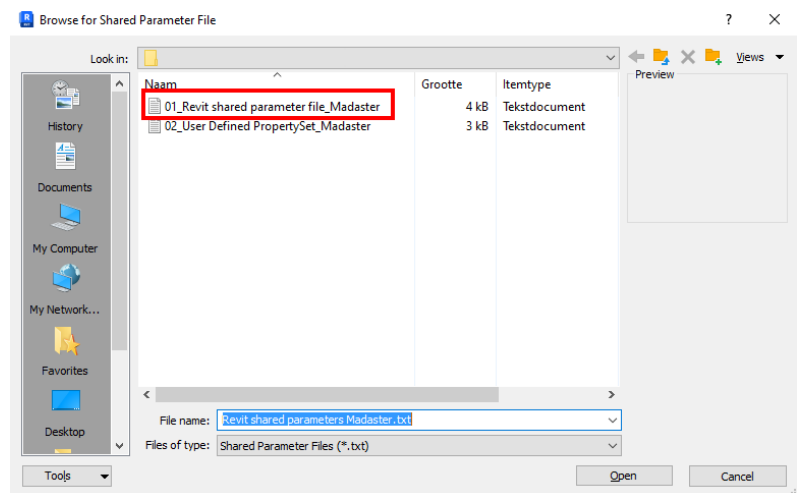 Browse for Shared Parameter File
Look in:
Views
Preview
Naam Grootte Itemtype
01_Revit shared parameter file_Madaster 4 kB Tekstdocument
02_User Defined PropertySet_Madaster 3 kB Tekstdocument
History
Documents
My Computer
My Network...
Favorites
Desktop
File name: Revit shared parameters Madaster.txt
Files of type: Shared Parameter Files (*.txt)
Tools Open Cancel